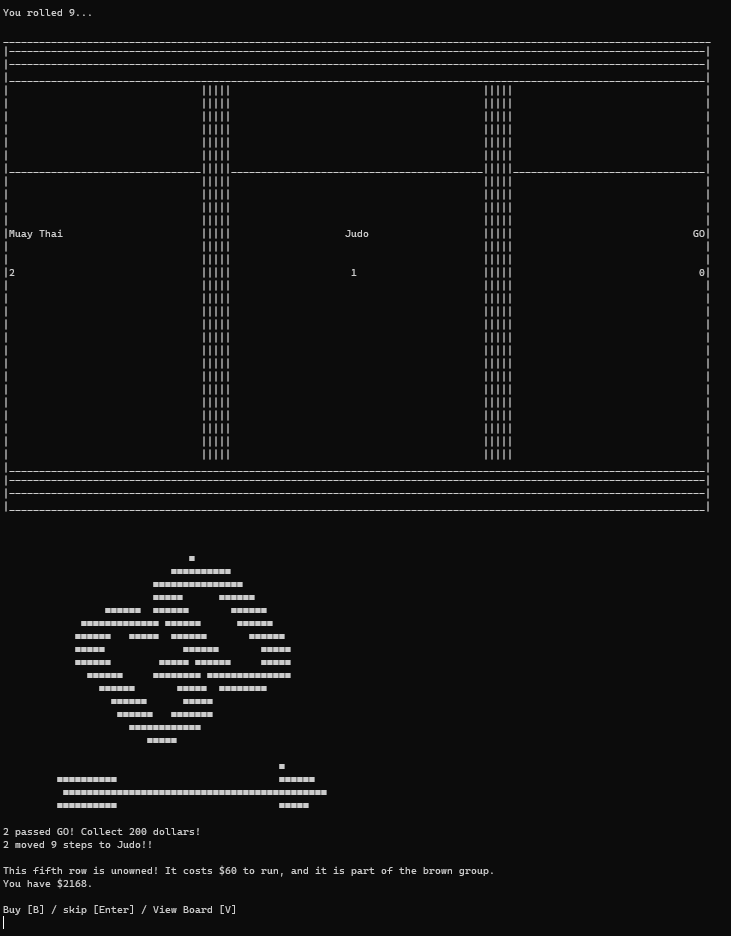 You rolled 9...
Muay Thai Judo GO
2 1 0
2 passed GO! Collect 200 dollars!
2 moved 9 steps to Judo!!
This fifth row is unowned! It costs $60 to run, and it is part of the brown group.
You have $2168.
Buy [B] / skip [Enter] / View Board [V]